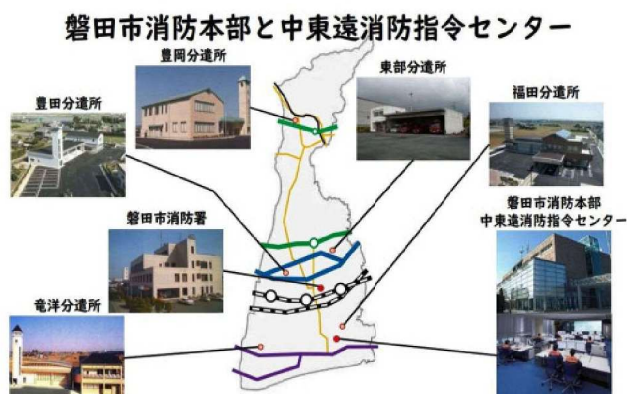 磐田市消防本部と中東遠消防指令センター
豊岡分遣所
東部分遣所
豊田分遣所
福田分遣所
磐田市消防署
磐田市消防本部
中東遠消防指令センター
竜洋分遣所